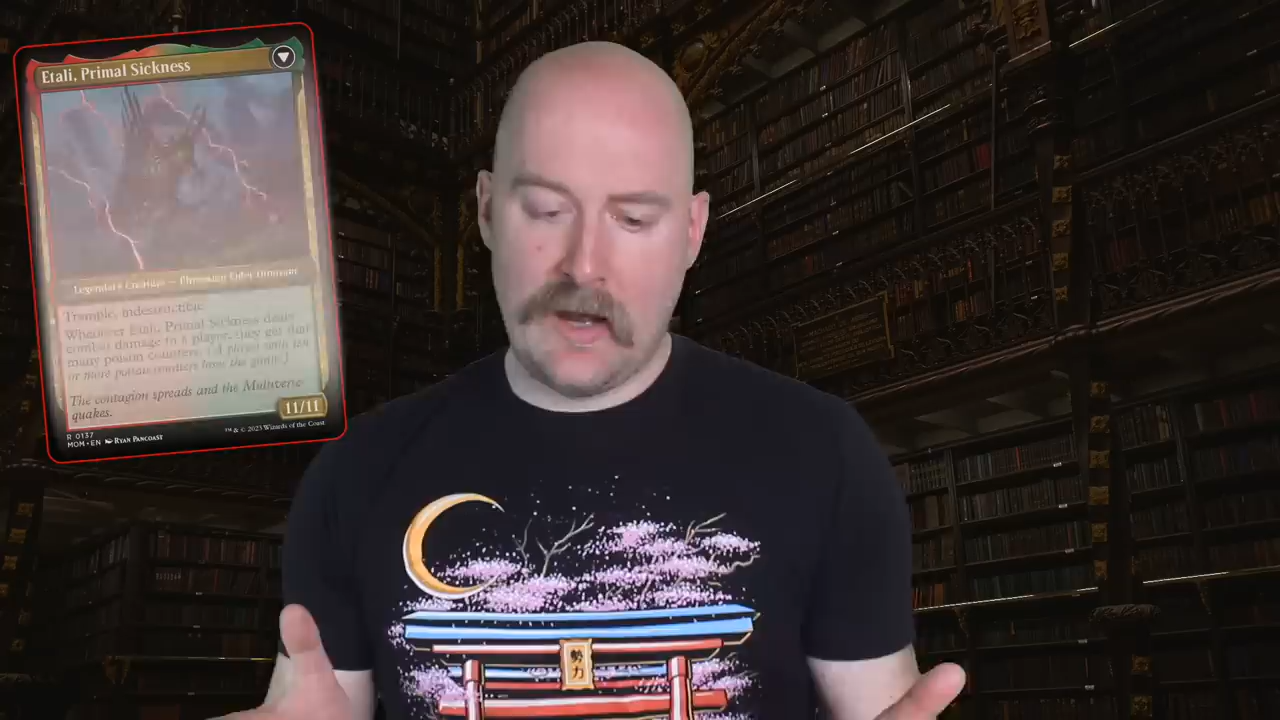 Etali, Primal Sickness
Legendary Creature — Phyrexian Elder Dinosaur
Trample, indestructible
Whenever Etali, Primal Sickness deals
combat damage to a player, they get that
many poison counters. (A player with ten
or more poison counters loses the game.)
The contagion spreads and the Multiverse
quakes.
11/11
R 0137
MOM • EN Ryan Pancoast
™ & © 2023 Wizards of the Coast
勢
力